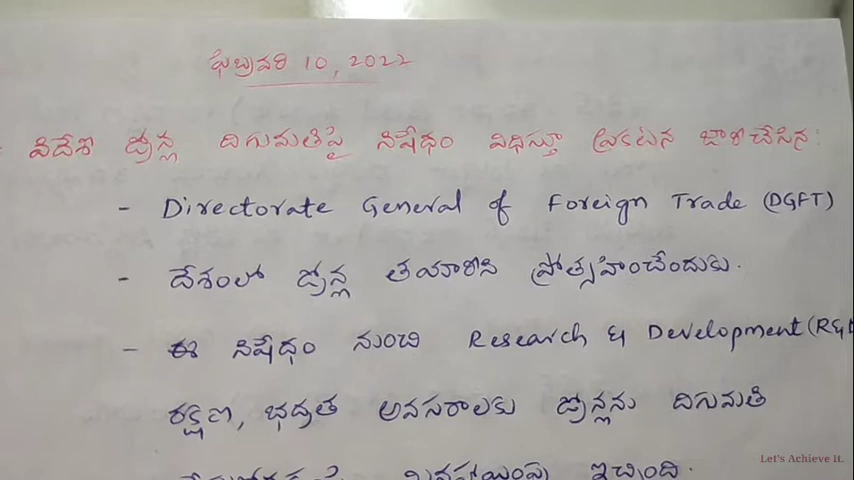 ఫిబ్రవరి 10, 2022
విదేశీ డ్రోన్ల దిగుమతిపై నిషేధం విధిస్తూ ప్రకటన జారీచేసిన:
- Directorate General of Foreign Trade (DGFT)
- దేశంలో డ్రోన్ల తయారీని ప్రోత్సహించేందుకు.
- ఈ నిషేధం నుంచి Research & Development (R&D
రక్షణ, భద్రత అవసరాలకు డ్రోన్లను దిగుమతి
మినహాయింపు ఇచ్చింది.
Let's Achieve It.